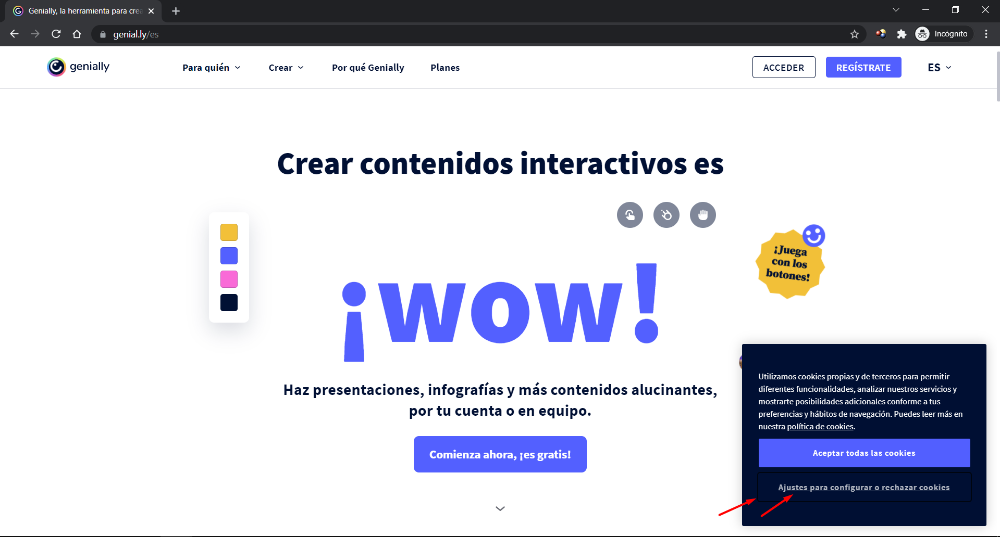 Genially, la herramienta para crea
genial.ly/es
Incógnito
genially
Para quién
Crear
Por qué Genially
Planes
ACCEDER
REGÍSTRATE
ES
Crear contenidos interactivos es
¡Juega
con los
botones!
¡wow!
Haz presentaciones, infografías y más contenidos alucinantes,
por tu cuenta o en equipo.
Comienza ahora, ¡es gratis!
Utilizamos cookies propias y de terceros para permitir
diferentes funcionalidades, analizar nuestros servicios y
mostrarte posibilidades adicionales conforme a tus
preferencias y hábitos de navegación. Puedes leer más en
nuestra política de cookies.
Aceptar todas las cookies
Ajustes para configurar o rechazar cookies